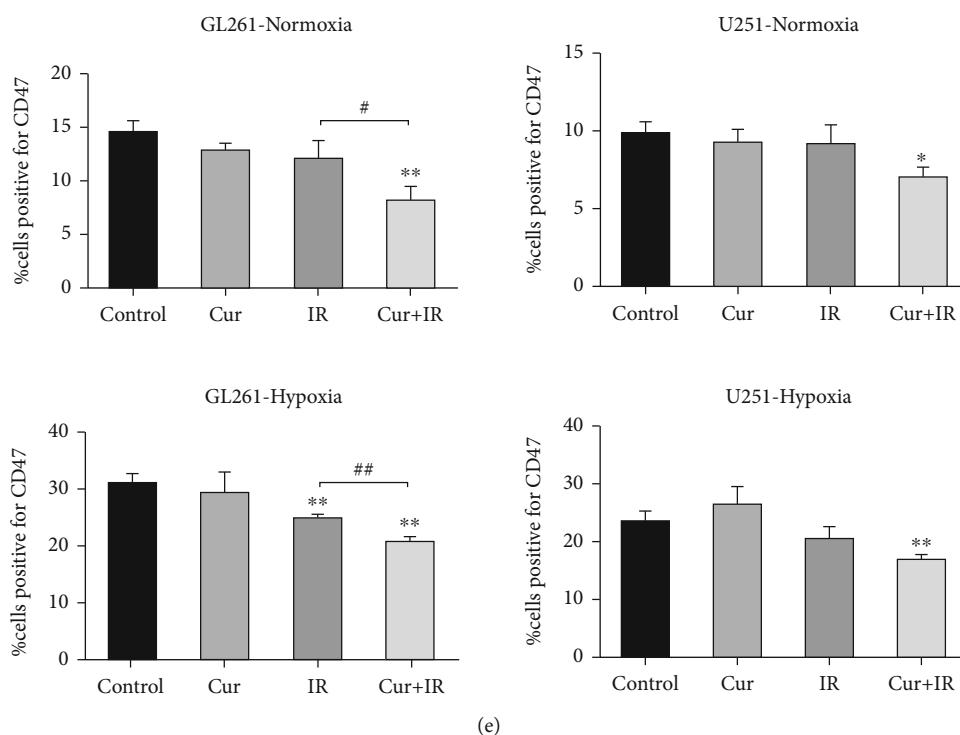 GL261-Normoxia
%cells positive for CD47
20
15
10
5
0
#
**
Control Cur IR Cur+IR
U251-Normoxia
%cells positive for CD47
15
10
5
0
*
Control Cur IR Cur+IR
GL261-Hypoxia
%cells positive for CD47
40
30
20
10
0
##
**
**
Control Cur IR Cur+IR
U251-Hypoxia
%cells positive for CD47
40
30
20
10
0
**
Control Cur IR Cur+IR
(e)